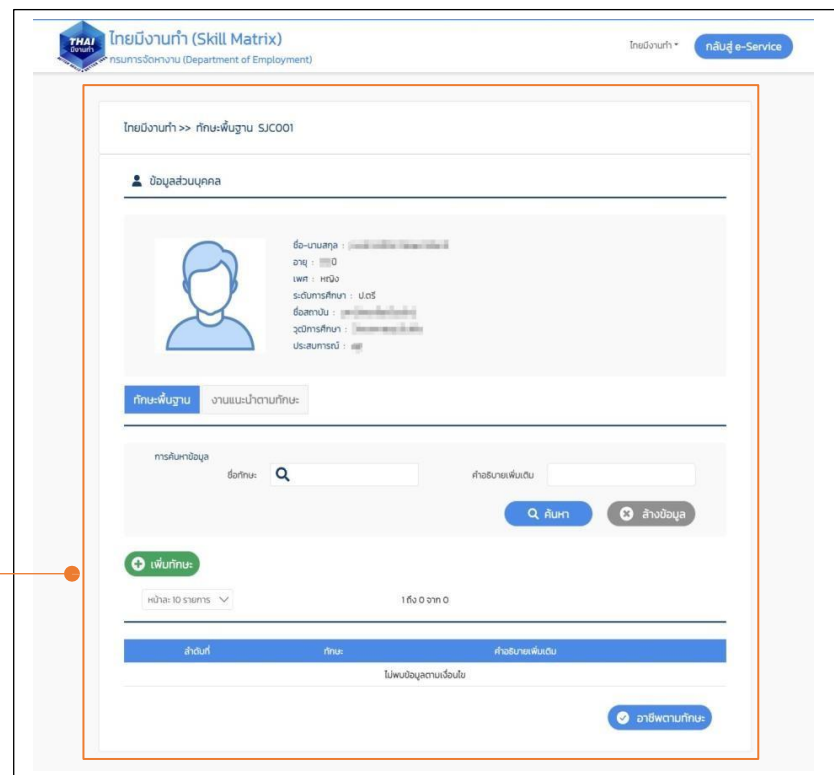 THAI
มีงานทำ
ไทยมีงานทำ (Skill Matrix)
กรมการจัดหางาน (Department of Employment)
ไทยมีงานทำ
กลับสู่ e-Service
ไทยมีงานทำ >> ทักษะพื้นฐาน SJC001
ข้อมูลส่วนบุคคล
ชื่อ-นามสกุล :
อายุ : 0
เพศ : หญิง
ระดับการศึกษา : ป.ตรี
ชื่อสถาบัน :
วุฒิการศึกษา :
ประสบการณ์ :
ทักษะพื้นฐาน งานแนะนำตามทักษะ
การค้นหาข้อมูล
ชื่อทักษะ: คำอธิบายเพิ่มเติม
ค้นหา ล้างข้อมูล
เพิ่มทักษะ
หน้าละ 10 รายการ 1 ถึง 0 จาก 0
ลำดับที่ ทักษะ คำอธิบายเพิ่มเติม
ไม่พบข้อมูลตามเงื่อนไข
อาชีพตามทักษะ